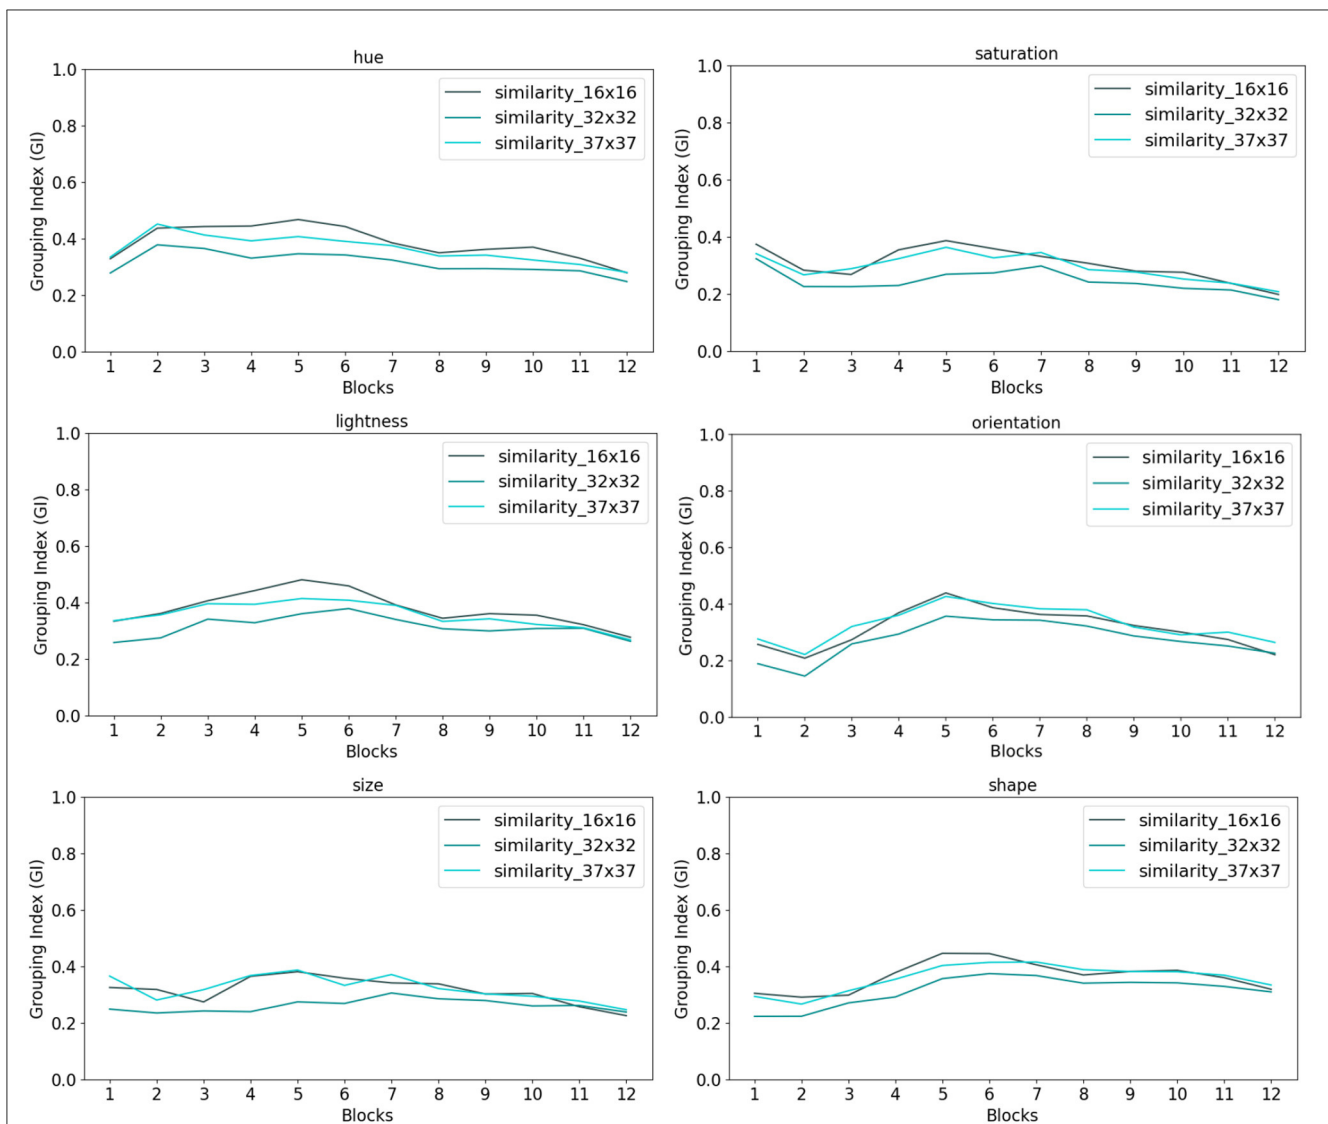 hue
1.0
0.8
0.6
0.4
0.2
0.0
Grouping Index (GI)
similarity_16x16
similarity_32x32
similarity_37x37
1 2 3 4 5 6 7 8 9 10 11 12
Blocks
saturation
1.0
0.8
0.6
0.4
0.2
0.0
Grouping Index (GI)
similarity_16x16
similarity_32x32
similarity_37x37
1 2 3 4 5 6 7 8 9 10 11 12
Blocks
lightness
1.0
0.8
0.6
0.4
0.2
0.0
Grouping Index (GI)
similarity_16x16
similarity_32x32
similarity_37x37
1 2 3 4 5 6 7 8 9 10 11 12
Blocks
orientation
1.0
0.8
0.6
0.4
0.2
0.0
Grouping Index (GI)
similarity_16x16
similarity_32x32
similarity_37x37
1 2 3 4 5 6 7 8 9 10 11 12
Blocks
size
1.0
0.8
0.6
0.4
0.2
0.0
Grouping Index (GI)
similarity_16x16
similarity_32x32
similarity_37x37
1 2 3 4 5 6 7 8 9 10 11 12
Blocks
shape
1.0
0.8
0.6
0.4
0.2
0.0
Grouping Index (GI)
similarity_16x16
similarity_32x32
similarity_37x37
1 2 3 4 5 6 7 8 9 10 11 12
Blocks